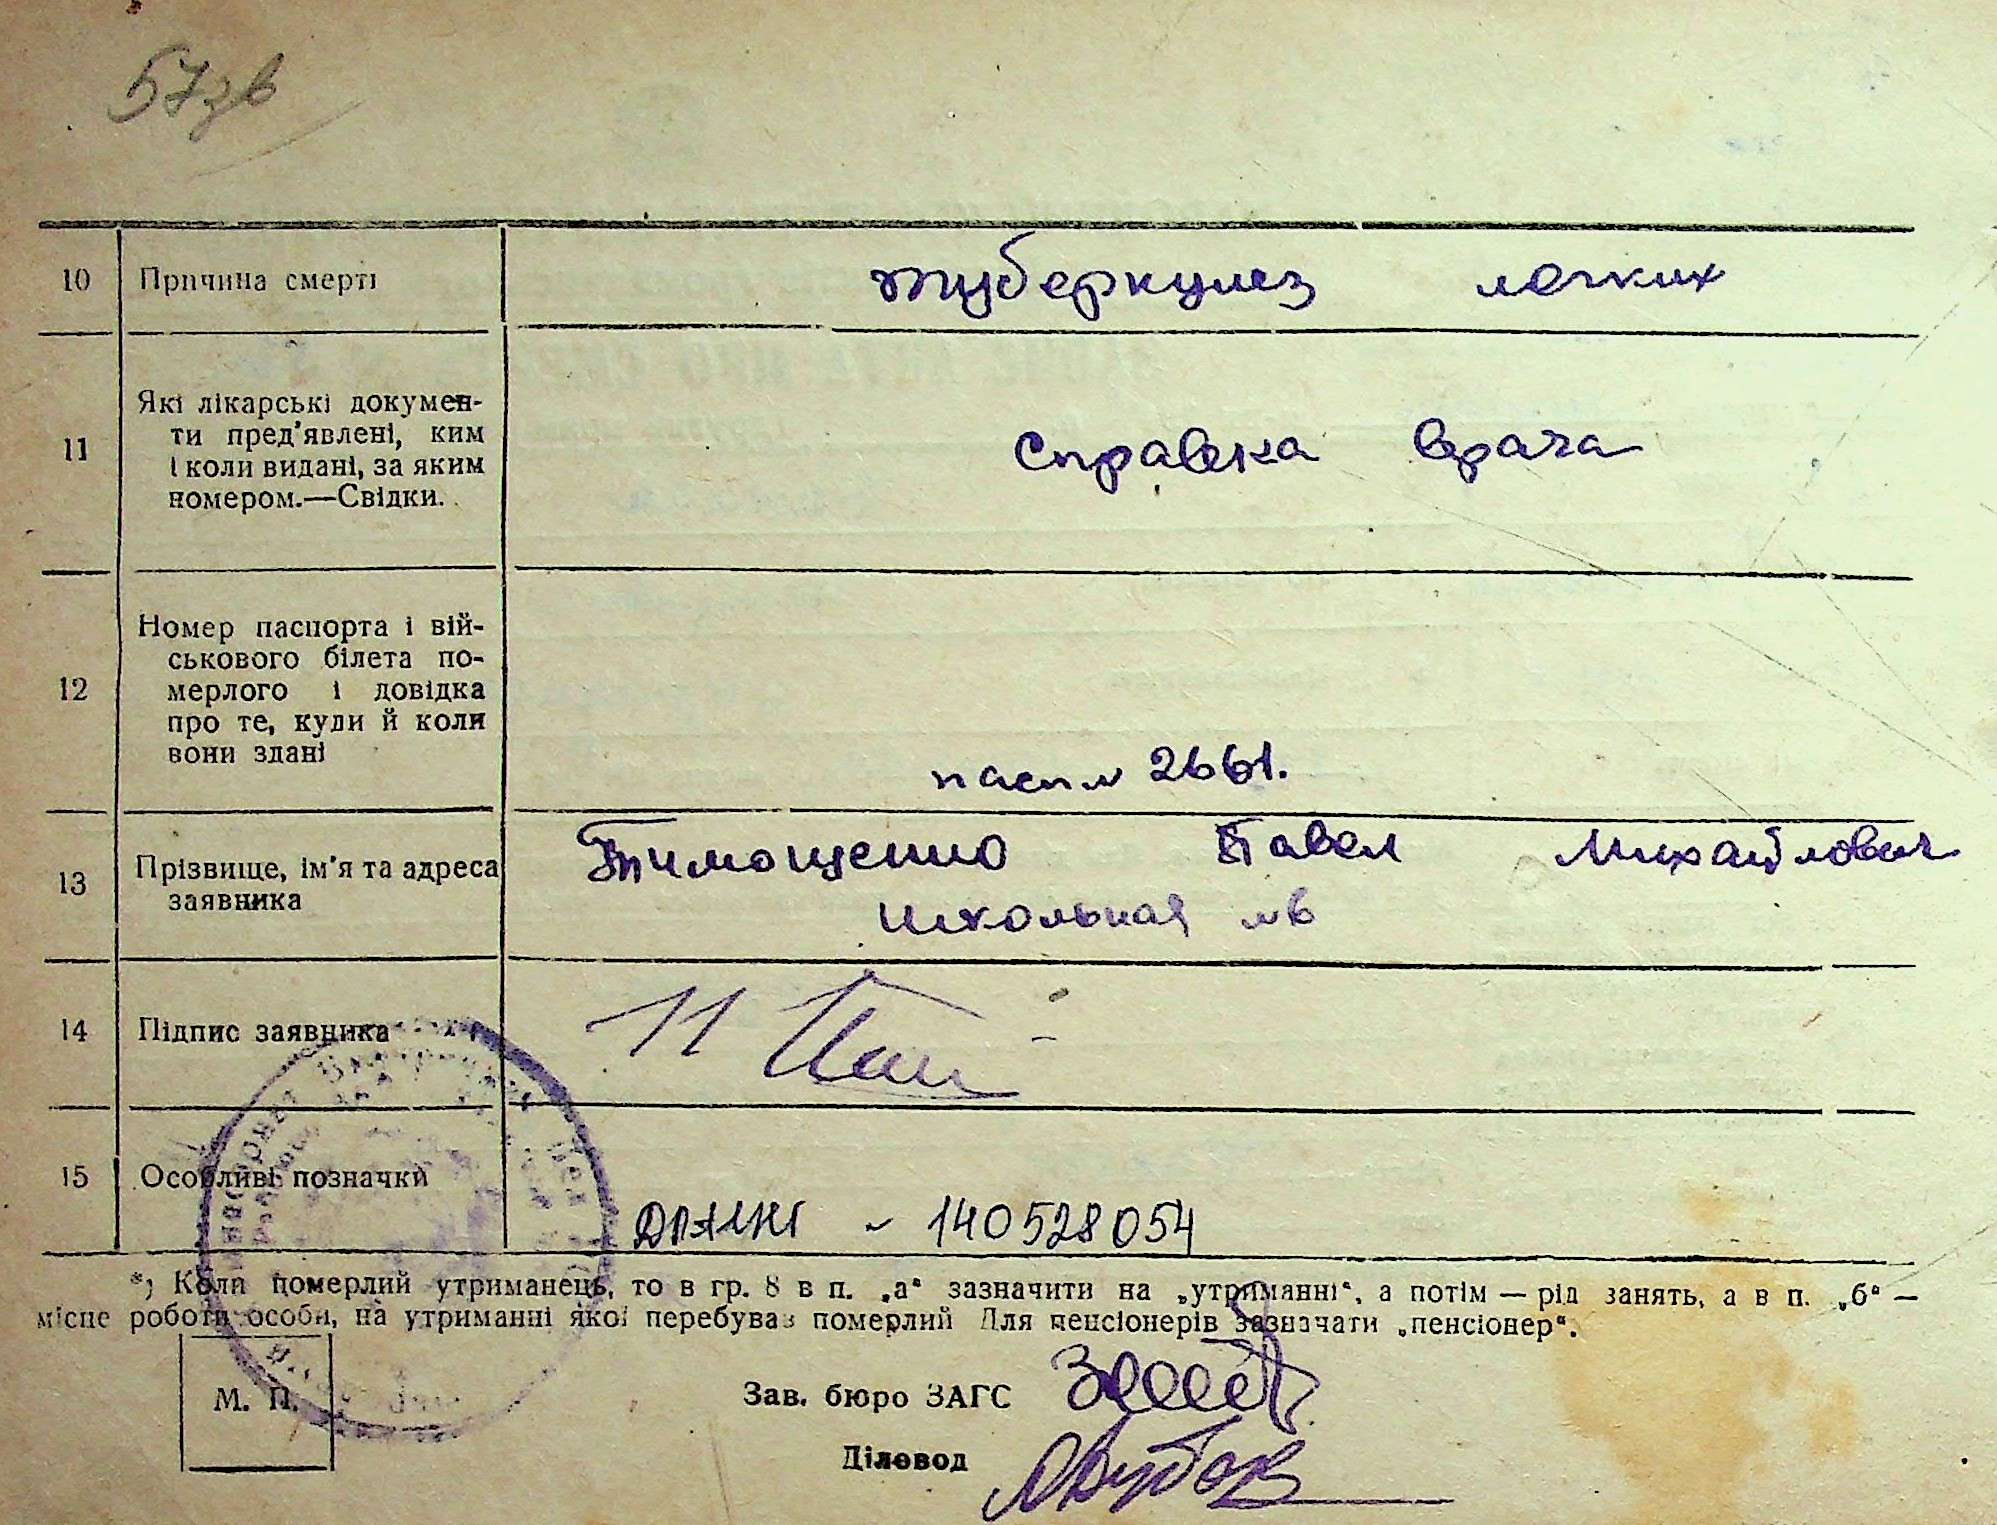 57зв
10 Причина смерті туберкулез легких
11 Які лікарські докумен-
ти пред'явлені, ким
і коли видані, за яким
номером.—Свідки.
справка врача
12 Номер паспорта і вій-
ськового білета по-
мерлого і довідка
про те, куди й коли
вони здані
пасп № 2661.
13 Прізвище, ім'я та адреса
заявника
Тимощенко Павел Михайлович
школьная №6
14 Підпис заявника
15 Особливі позначки
ДРАЦСГ ~ 140528054
*) Коли померлий утриманець, то в гр. 8 в п. „а“ зазначити на „утриманні“, а потім — рід занять, а в п. „б“ —
місце роботи особи, на утриманні якої перебував померлий Для пенсіонерів зазначати „пенсіонер“.
М. П.
Зав. бюро ЗАГС
Діловод